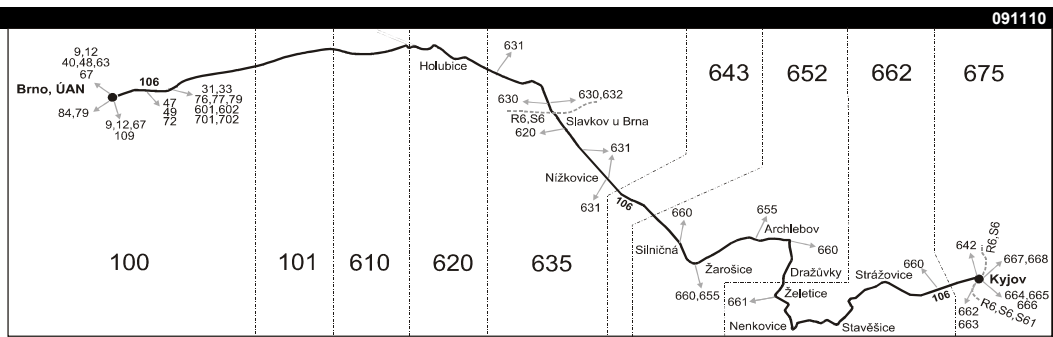 091110
9,12
40,48,63
67
Brno, ÚAN
106
84,79
9,12,67
109
47
49
72
31,33
76,77,79
601,602
701,702
Holubice
631
630
630,632
R6,S6
Slavkov u Brna
620
631
Nížkovice
631
106
643
652
662
675
660
Silničná
Žarošice
660,655
655
Archlebov
660
Dražůvky
661
Želetice
Nenkovice
Stavěšice
Strážovice
660
106
642
R6,S6
667,668
Kyjov
664,665
666
R6,S6,S61
662
663
100
101
610
620
635